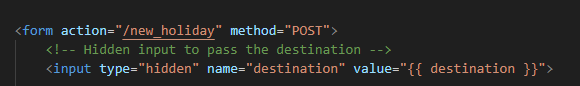 <form action="/new_holiday" method="POST">
<!-- Hidden input to pass the destination -->
<input type="hidden" name="destination" value="{{ destination }}">